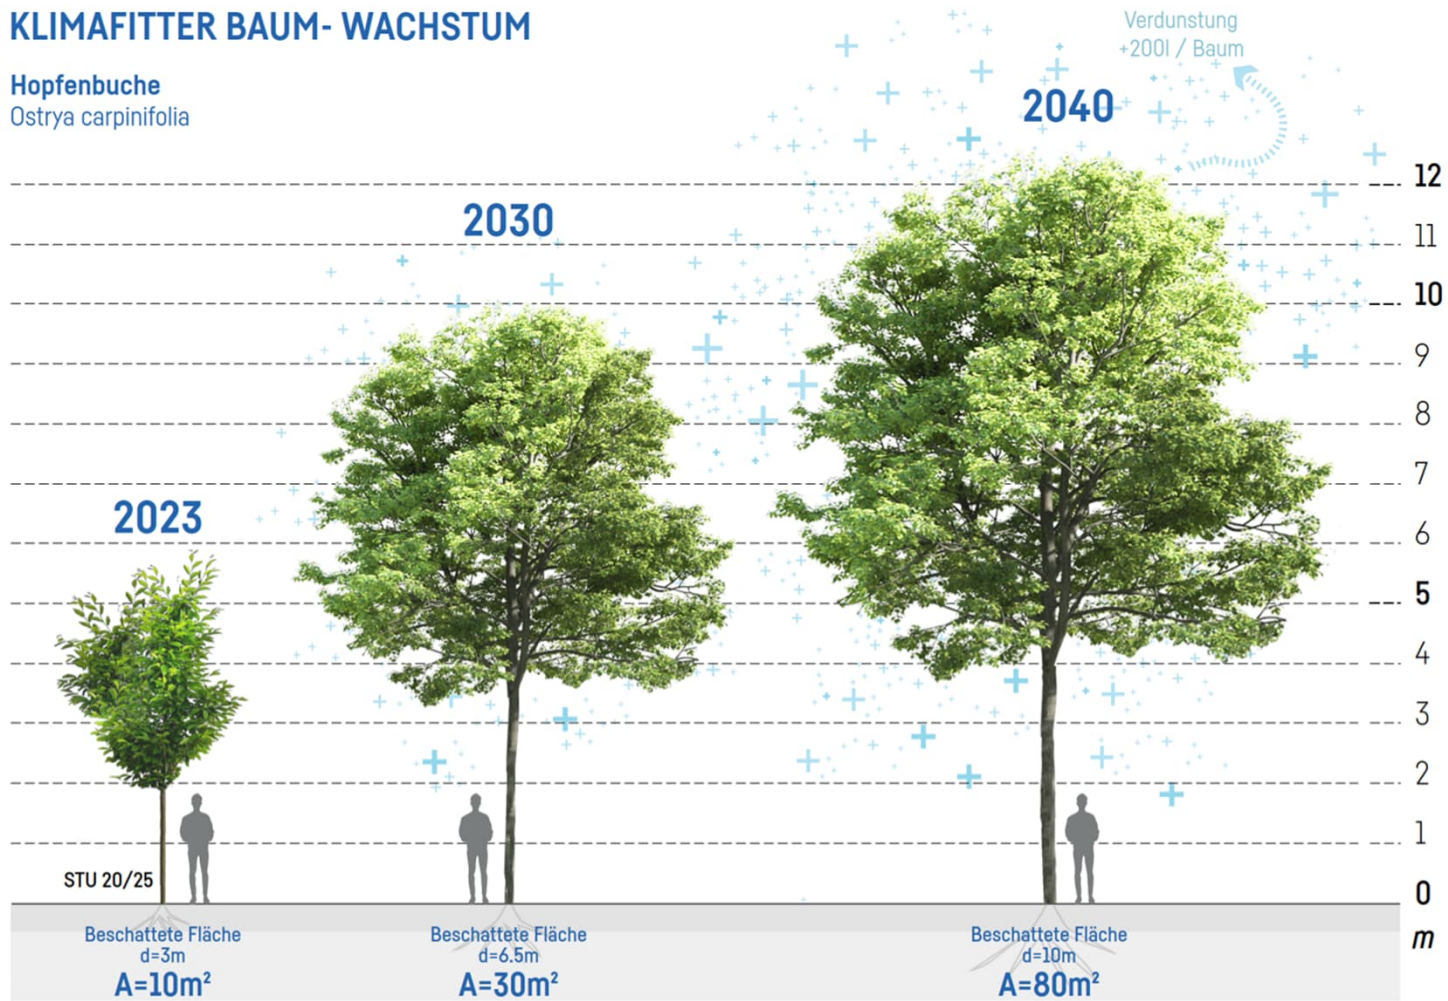 KLIMAFITTER BAUM- WACHSTUM
Hopfenbuche
Ostrya carpinifolia
Verdunstung
+200l / Baum
2040
2030
2023
12
11
10
9
8
7
6
5
4
3
2
1
0
m
STU 20/25
Beschattete Fläche
d=3m
A=10m²
Beschattete Fläche
d=6.5m
A=30m²
Beschattete Fläche
d=10m
A=80m²